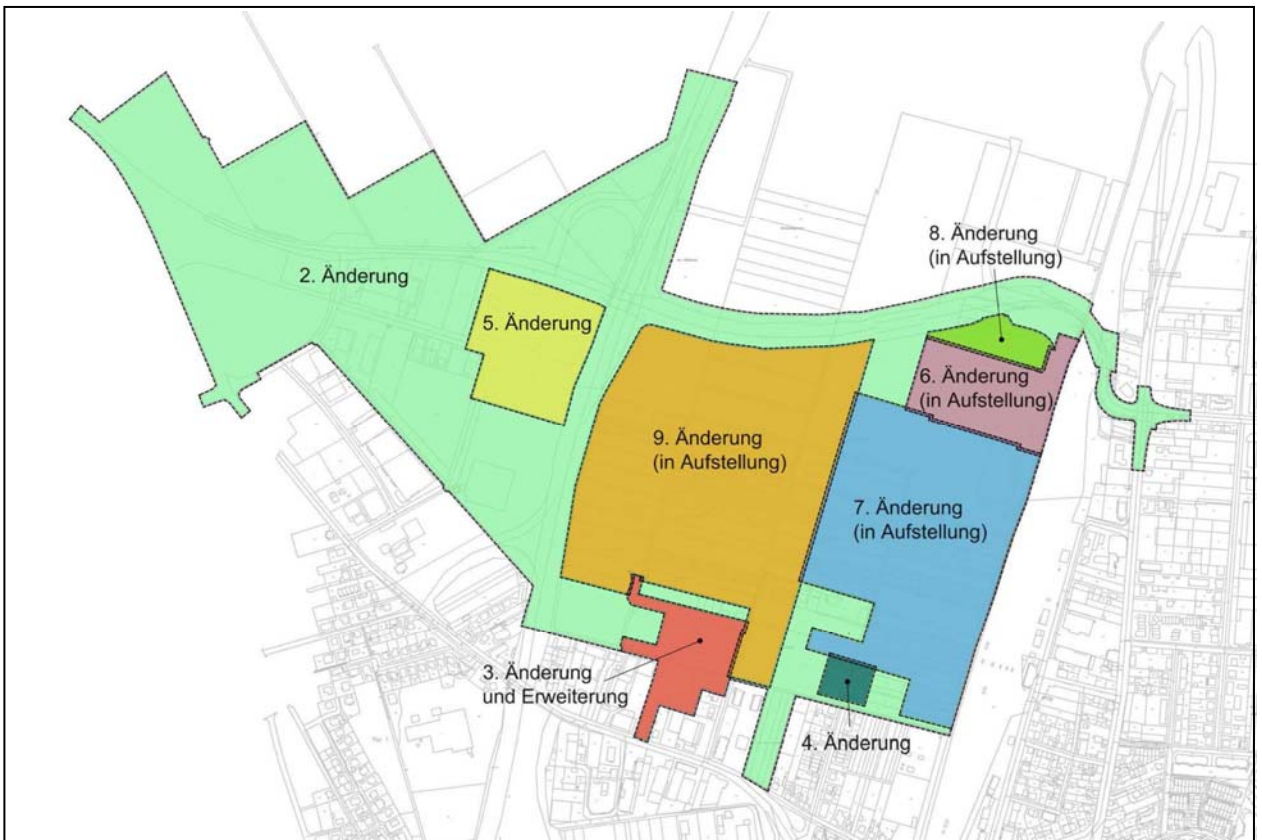 8. Änderung
(in Aufstellung)
2. Änderung
5. Änderung
6. Änderung
(in Aufstellung)
9. Änderung
(in Aufstellung)
7. Änderung
(in Aufstellung)
3. Änderung
und Erweiterung
4. Änderung